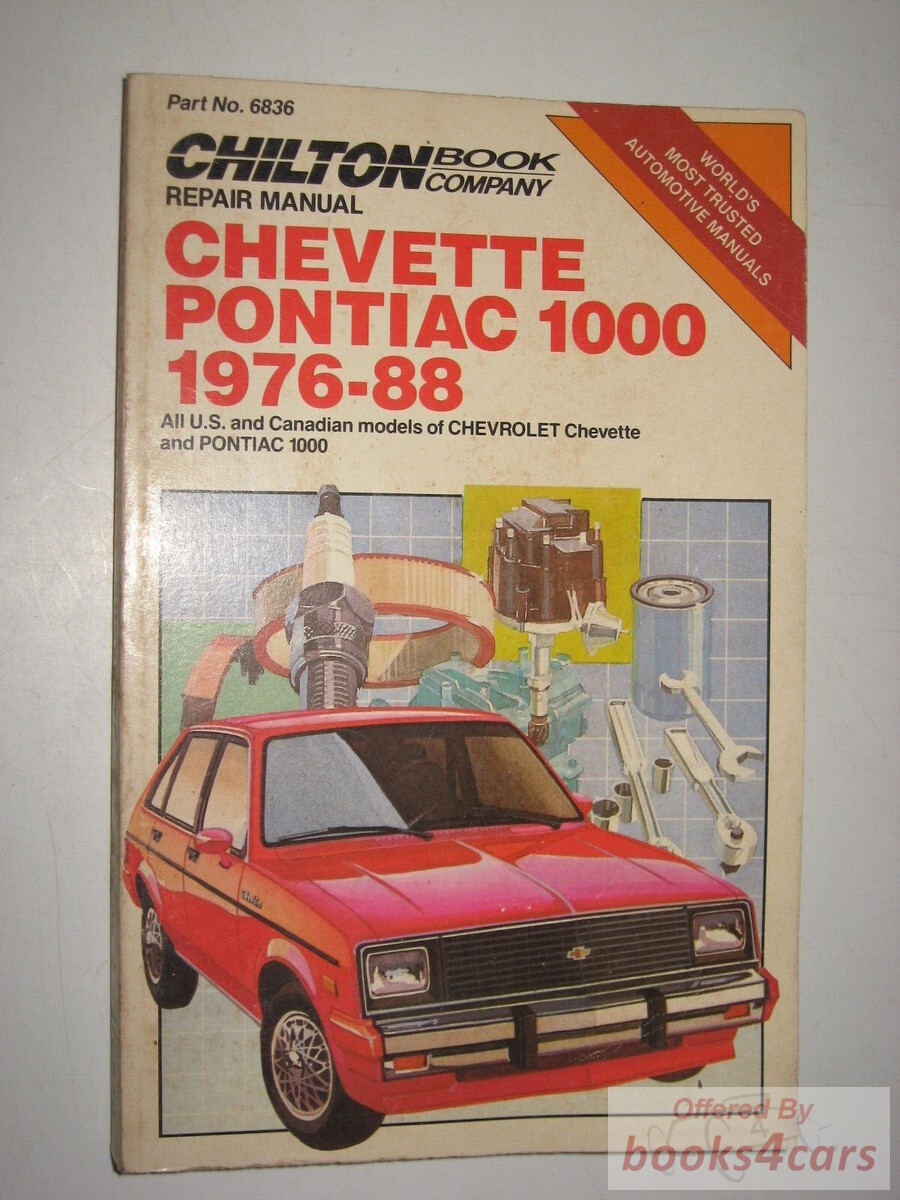 Part No. 6836
CHILTON BOOK COMPANY
REPAIR MANUAL
WORLD'S
MOST TRUSTED
AUTOMOTIVE MANUALS
CHEVETTE
PONTIAC 1000
1976-88
All U.S. and Canadian models of CHEVROLET Chevette
and PONTIAC 1000
Offered By
books4cars